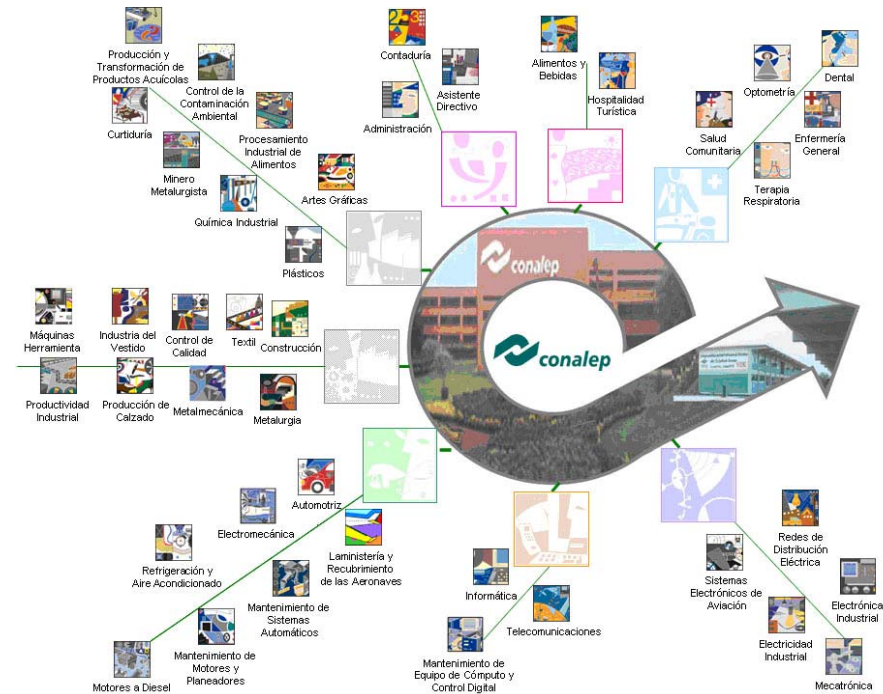 Producción y
Transformación de
Productos Acuícolas
Control de la
Contaminación
Ambiental
Curtiduría
Procesamiento
Industrial de
Alimentos
Minero
Metalurgista
Química Industrial
Artes Gráficas
Plásticos
Contaduría
Asistente
Directivo
Administración
Alimentos y
Bebidas
Hospitalidad
Turística
Optometría
Dental
Salud
Comunitaria
Enfermería
General
Terapia
Respiratoria
conalep
conalep
Máquinas
Herramienta
Industria del
Vestido
Control de
Calidad
Textil
Construcción
Productividad
Industrial
Producción de
Calzado
Metalmecánica
Metalurgia
Automotriz
Electromecánica
Laministería y
Recubrimiento
de las Aeronaves
Refrigeración y
Aire Acondicionado
Mantenimiento de
Sistemas
Automáticos
Mantenimiento de
Motores y
Planeadores
Motores a Diesel
Informática
Telecomunicaciones
Mantenimiento de
Equipo de Cómputo y
Control Digital
Redes de
Distribución
Eléctrica
Sistemas
Electrónicos de
Aviación
Electrónica
Industrial
Electricidad
Industrial
Mecatrónica